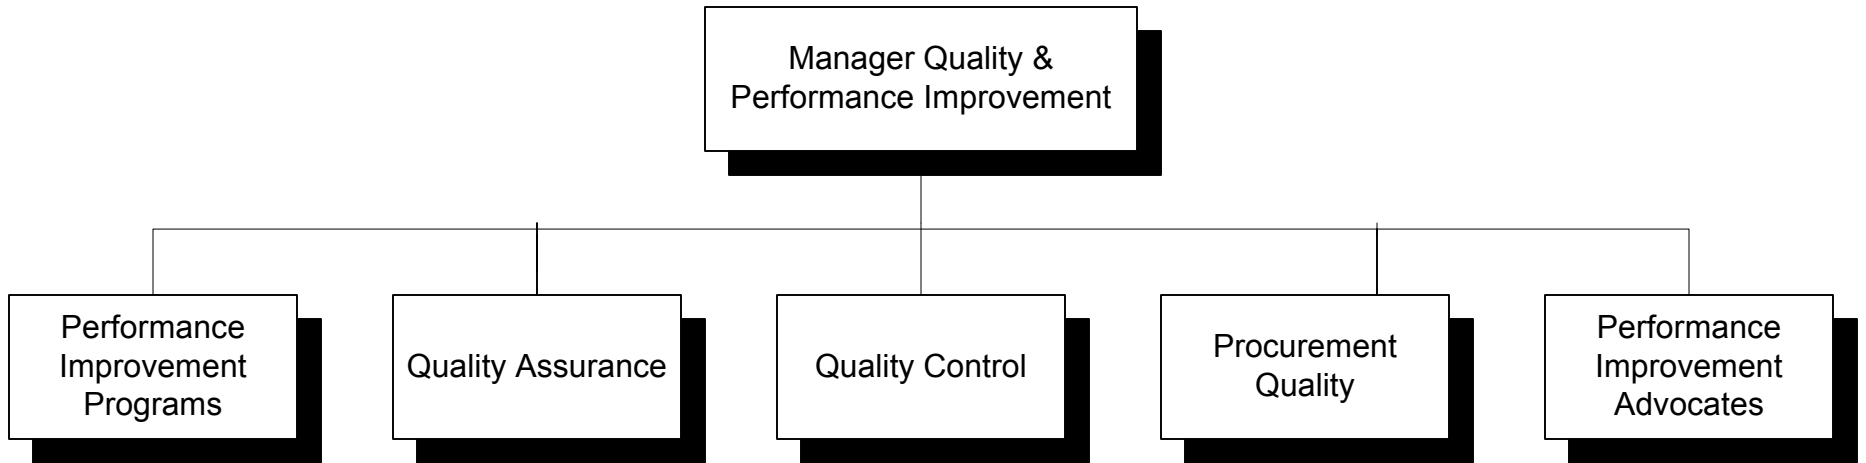 Manager Quality &
Performance Improvement
Performance
Improvement
Programs
Quality Assurance
Quality Control
Procurement
Quality
Performance
Improvement
Advocates